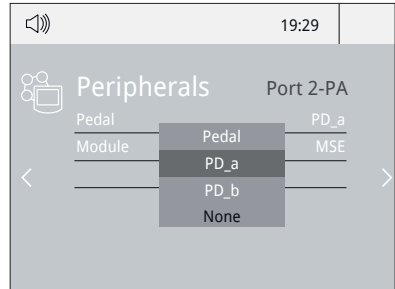 19:29
Peripherals Port 2-PA
Pedal PD_a
Module MSE
Pedal
PD_a
PD_b
None